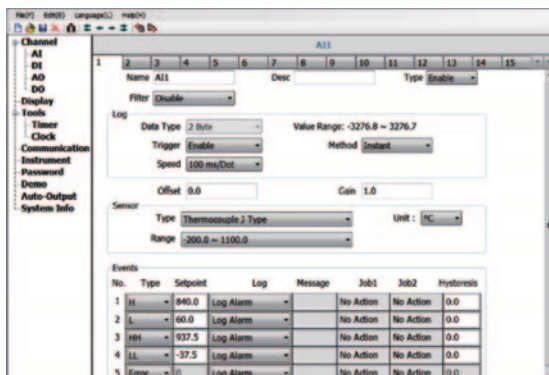 File(F) Edit(E) Language(L) Help(H)
AI1
Channel
AI
DI
AO
DO
Display
Tools
Timer
Clock
Communication
Instrument
Password
Demo
Auto-Output
System Info
1 2 3 4 5 6 7 8 9 10 11 12 13 14 15
Name AI1 Desc Type Enable
Filter Disable
Log
Data Type 2 Byte Value Range: -3276.8 ~ 3276.7
Trigger Enable Method Instant
Speed 100 ms/Dot
Offset 0.0 Gain 1.0
Sensor
Type Thermocouple J Type Unit : °C
Range -200.0 ~ 1100.0
Events
No. Type Setpoint Log Message Job1 Job2 Hysteresis
1 H 840.0 Log Alarm No Action No Action 0.0
2 L 60.0 Log Alarm No Action No Action 0.0
3 HH 937.5 Log Alarm No Action No Action 0.0
4 LL -37.5 Log Alarm No Action No Action 0.0
5 Error 0 Log Alarm No Action No Action 0.0